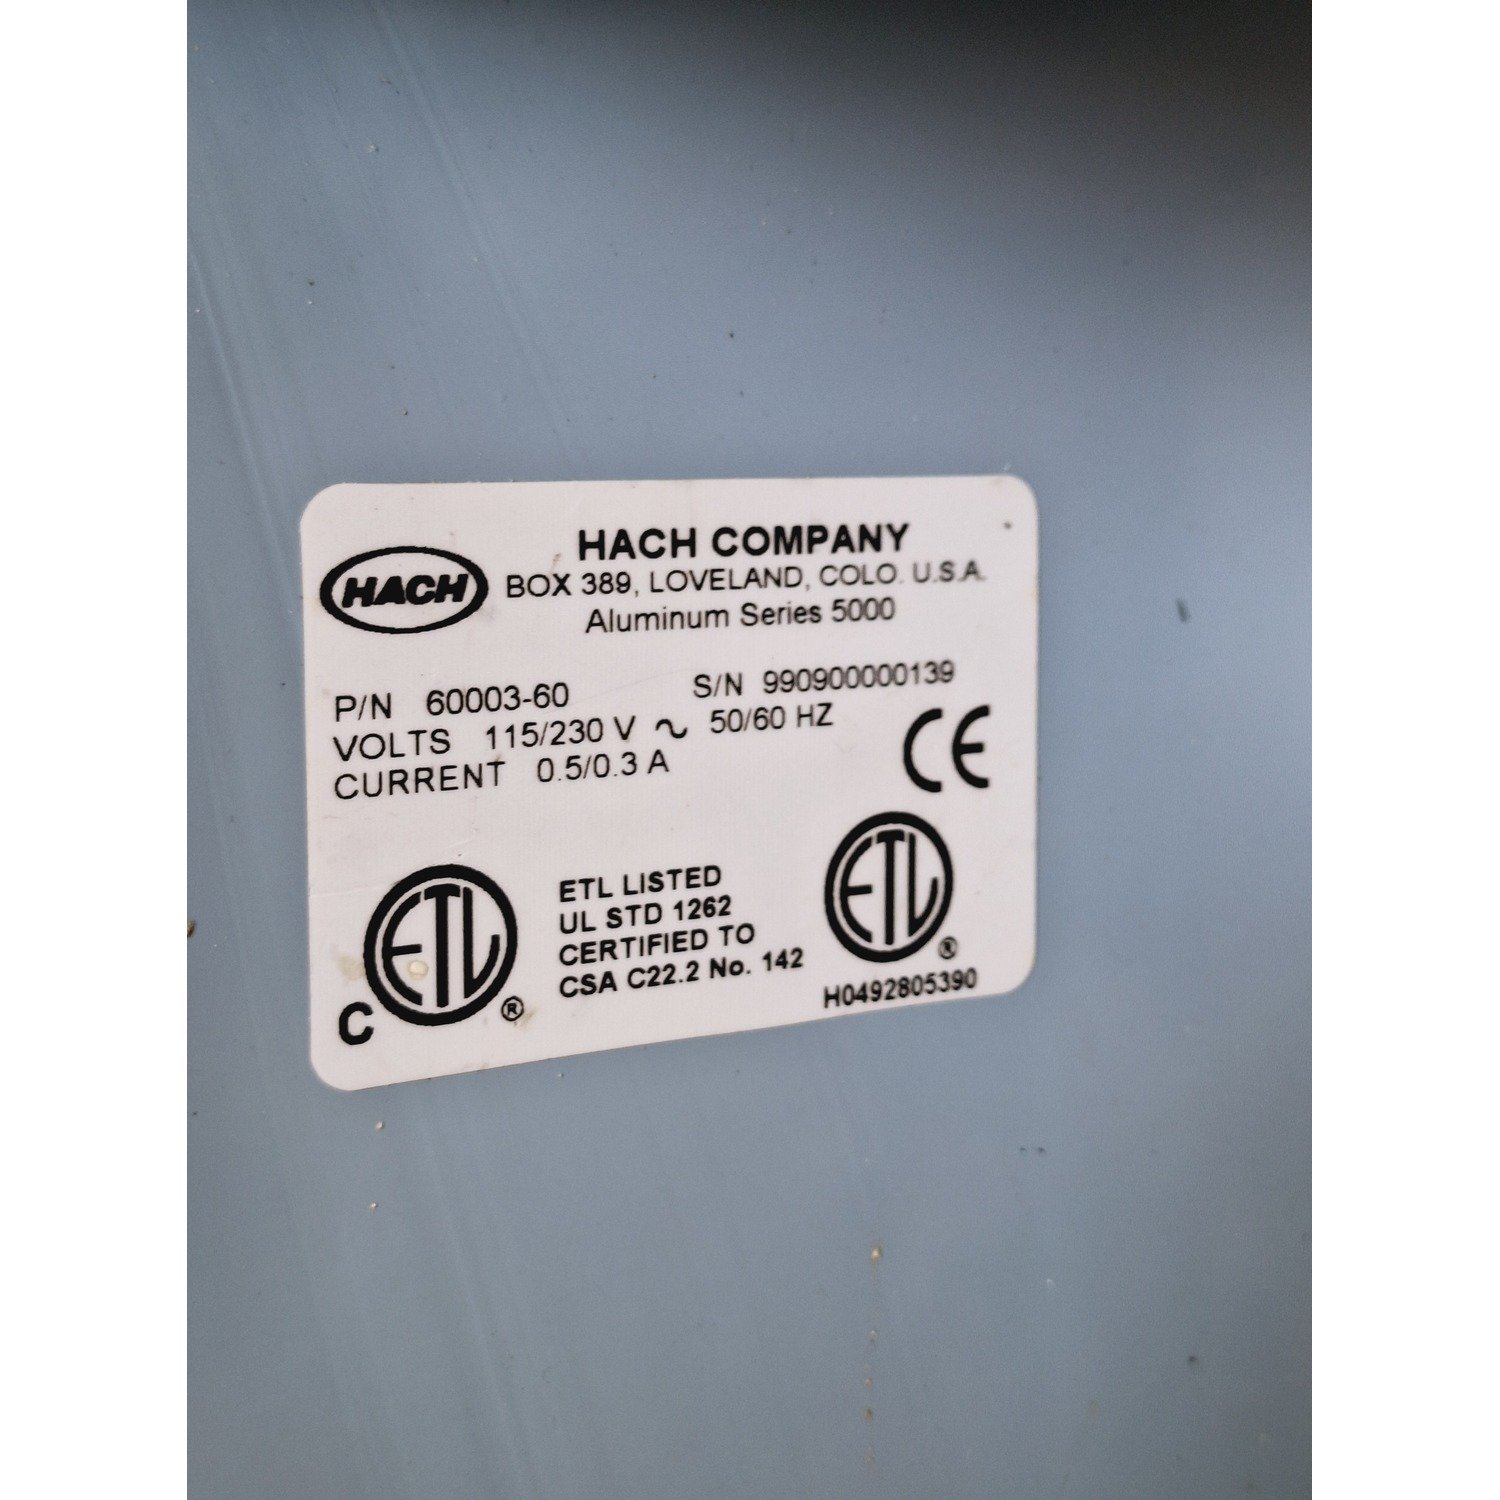 HACH
HACH COMPANY
BOX 389, LOVELAND, COLO. U.S.A.
Aluminum Series 5000
P/N 60003-60 S/N 990900000139
VOLTS 115/230 V ~ 50/60 HZ
CURRENT 0.5/0.3 A
CE
C ETL ®
ETL LISTED
UL STD 1262
CERTIFIED TO
CSA C22.2 No. 142
ETL ®
H0492805390